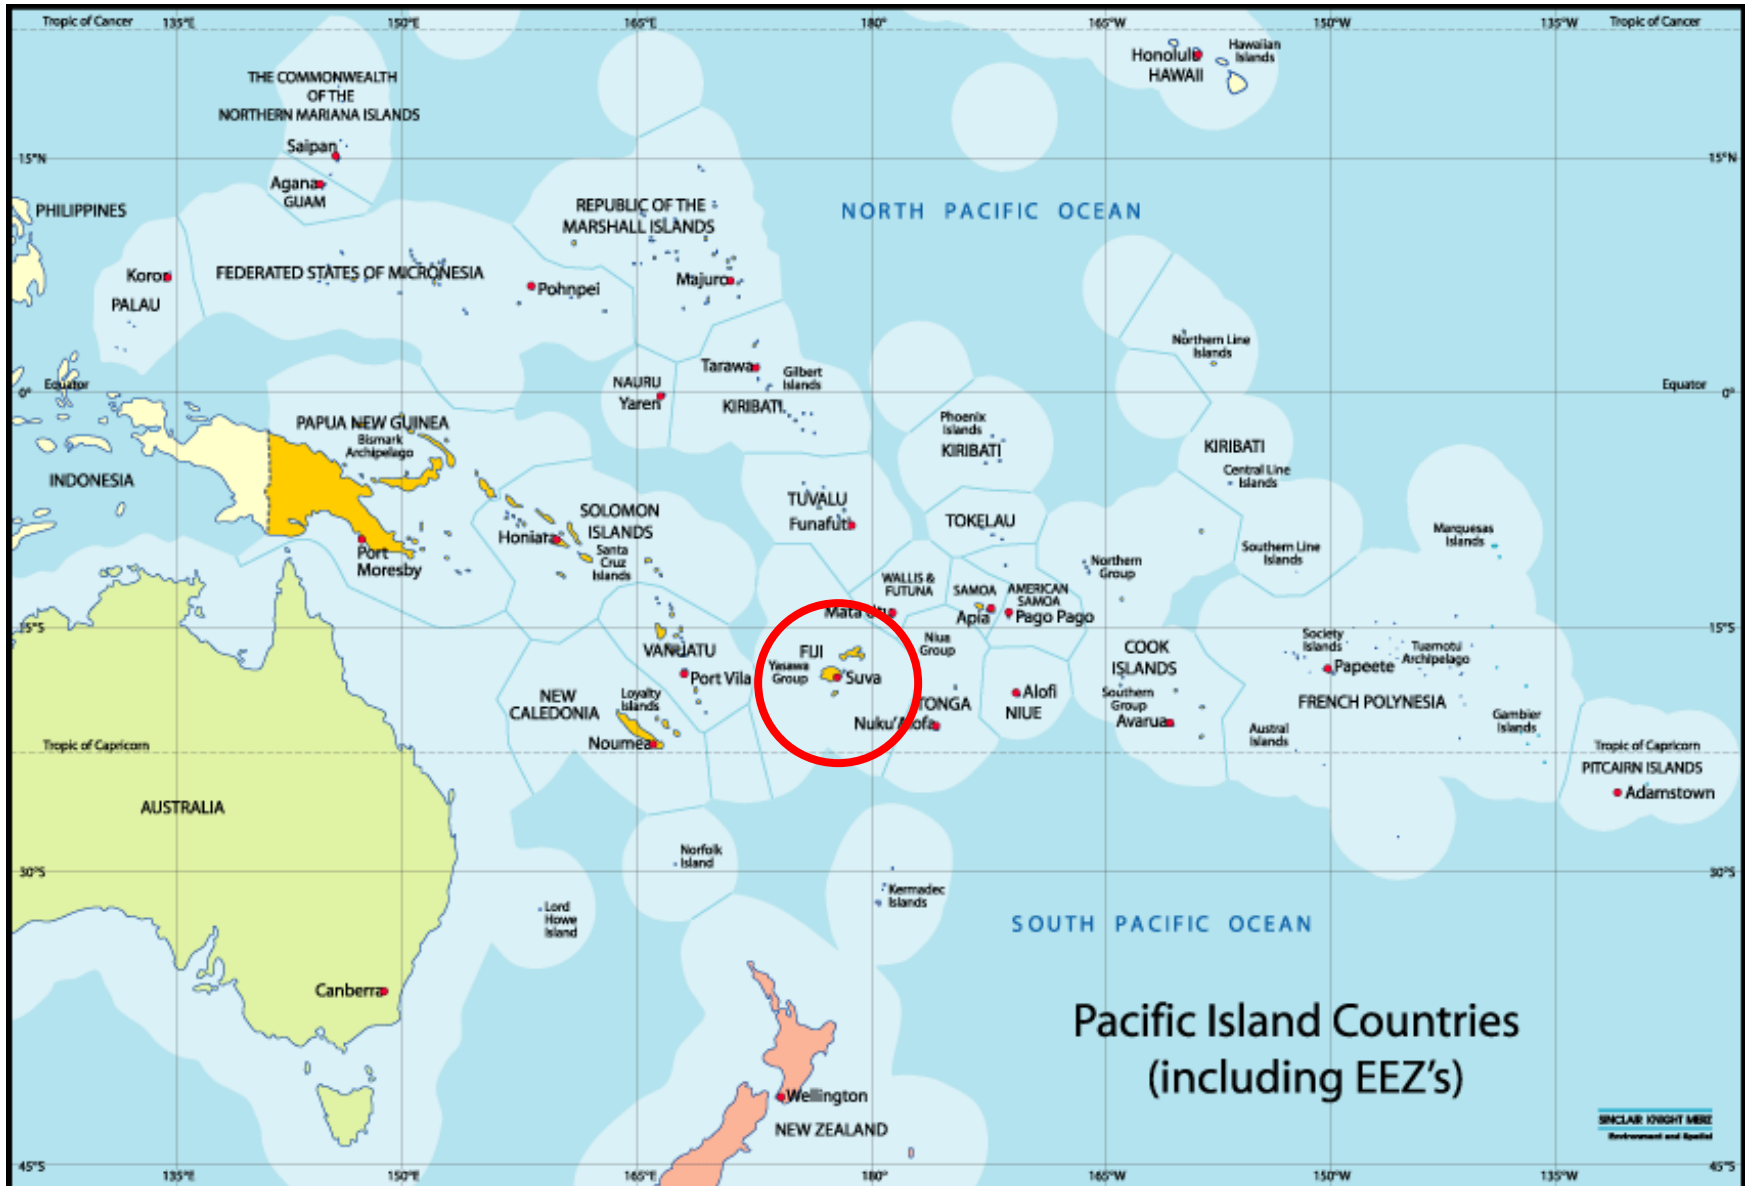 Tropic of Cancer
135°E
150°E
165°E
180°
165°W
150°W
135°W
Tropic of Cancer
Honolulu
HAWAII
Hawaiian
Islands
THE COMMONWEALTH
OF THE
NORTHERN MARIANA ISLANDS
Saipan
15°N
15°N
Agana
GUAM
PHILIPPINES
REPUBLIC OF THE
MARSHALL ISLANDS
NORTH PACIFIC OCEAN
Koror
PALAU
FEDERATED STATES OF MICRONESIA
Pohnpei
Majuro
Northern Line
Islands
Tarawa
Gilbert
Islands
KIRIBATI
NAURU
Yaren
Equator
0°
Equator
0°
PAPUA NEW GUINEA
Bismark
Archipelago
Phoenix
Islands
KIRIBATI
KIRIBATI
Central Line
Islands
INDONESIA
TUVALU
Funafuti
TOKELAU
SOLOMON
ISLANDS
Honiara
Santa
Cruz
Islands
Port
Moresby
Marquesas
Islands
Southern Line
Islands
Northern
Group
WALLIS &
FUTUNA
Mata'Utu
SAMOA
Apia
AMERICAN
SAMOA
Pago Pago
15°S
15°S
VANUATU
Port Vila
FIJI
Yasawa
Group
Suva
Niua
Group
TONGA
Nuku'Alofa
Alofi
NIUE
COOK
ISLANDS
Southern
Group
Avarua
Society
Islands
Papeete
Tuamotu
Archipelago
FRENCH POLYNESIA
Austral
Islands
Gambier
Islands
NEW
CALEDONIA
Loyalty
Islands
Noumea
Tropic of Capricorn
Tropic of Capricorn
PITCAIRN ISLANDS
Adamstown
AUSTRALIA
Norfolk
Island
30°S
30°S
Kermadec
Islands
Lord
Howe
Island
SOUTH PACIFIC OCEAN
Canberra
Pacific Island Countries
(including EEZ's)
Wellington
NEW ZEALAND
SINCLAIR KNIGHT MERZ
Environment and Spatial
45°S
135°E
150°E
165°E
180°
165°W
150°W
135°W
45°S